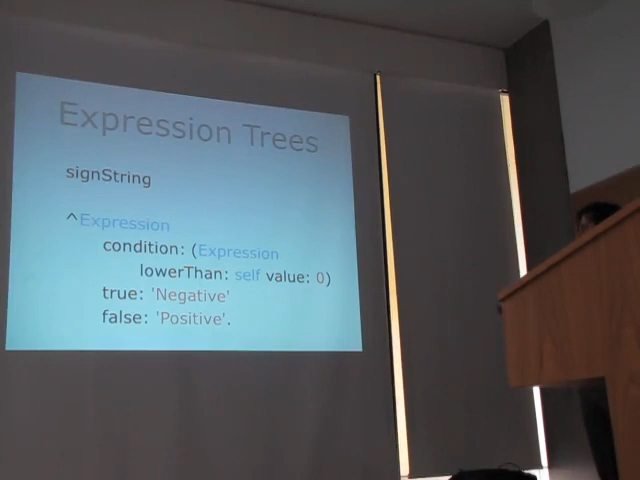 Expression Trees
signString
^Expression
condition: (Expression
lowerThan: self value: 0)
true: 'Negative'
false: 'Positive'.